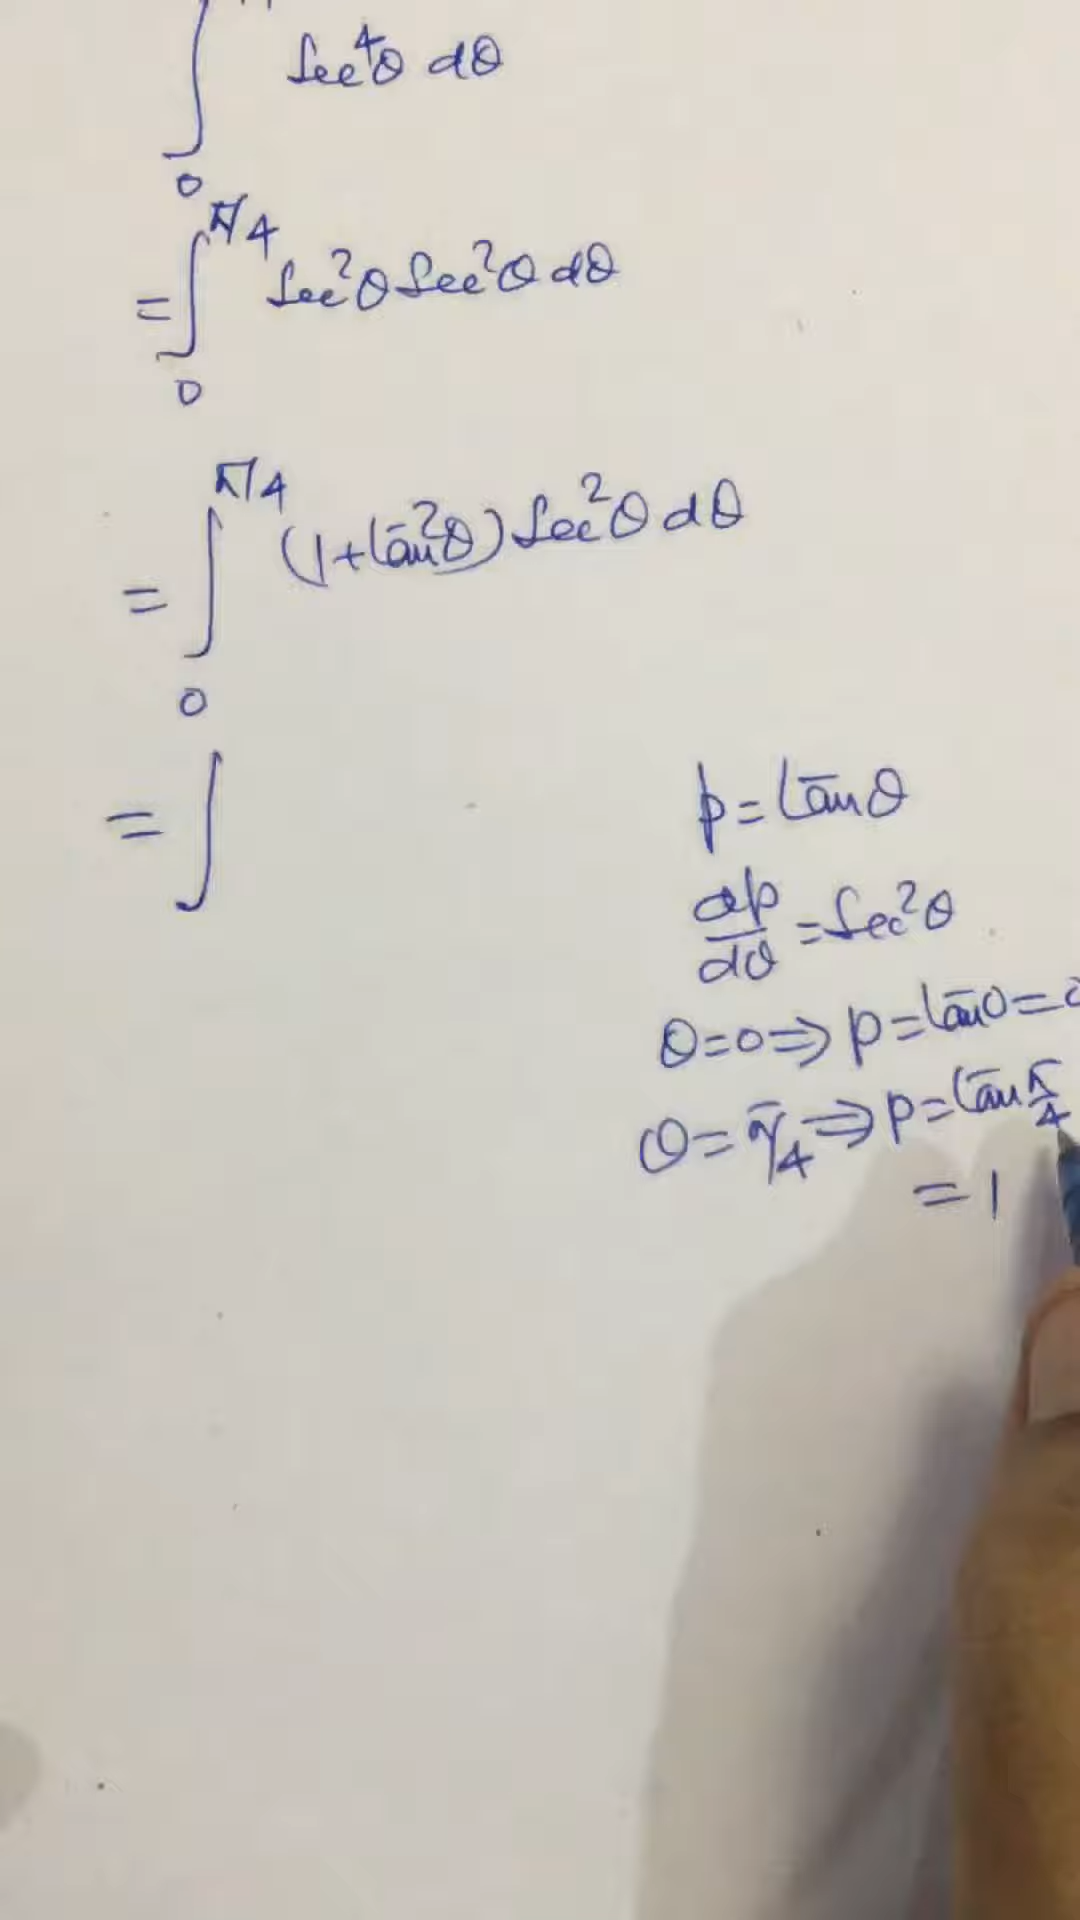 ∫₀ sec⁴θ dθ
= ∫₀^π/4 sec²θ sec²θ dθ
= ∫₀^π/4 (1+tan²θ) sec²θ dθ
= ∫
p = tanθ
dp/dθ = sec²θ
θ=0 ⇒ p = tan0 = 0
θ = π/4 ⇒ p = tan π/4
= 1